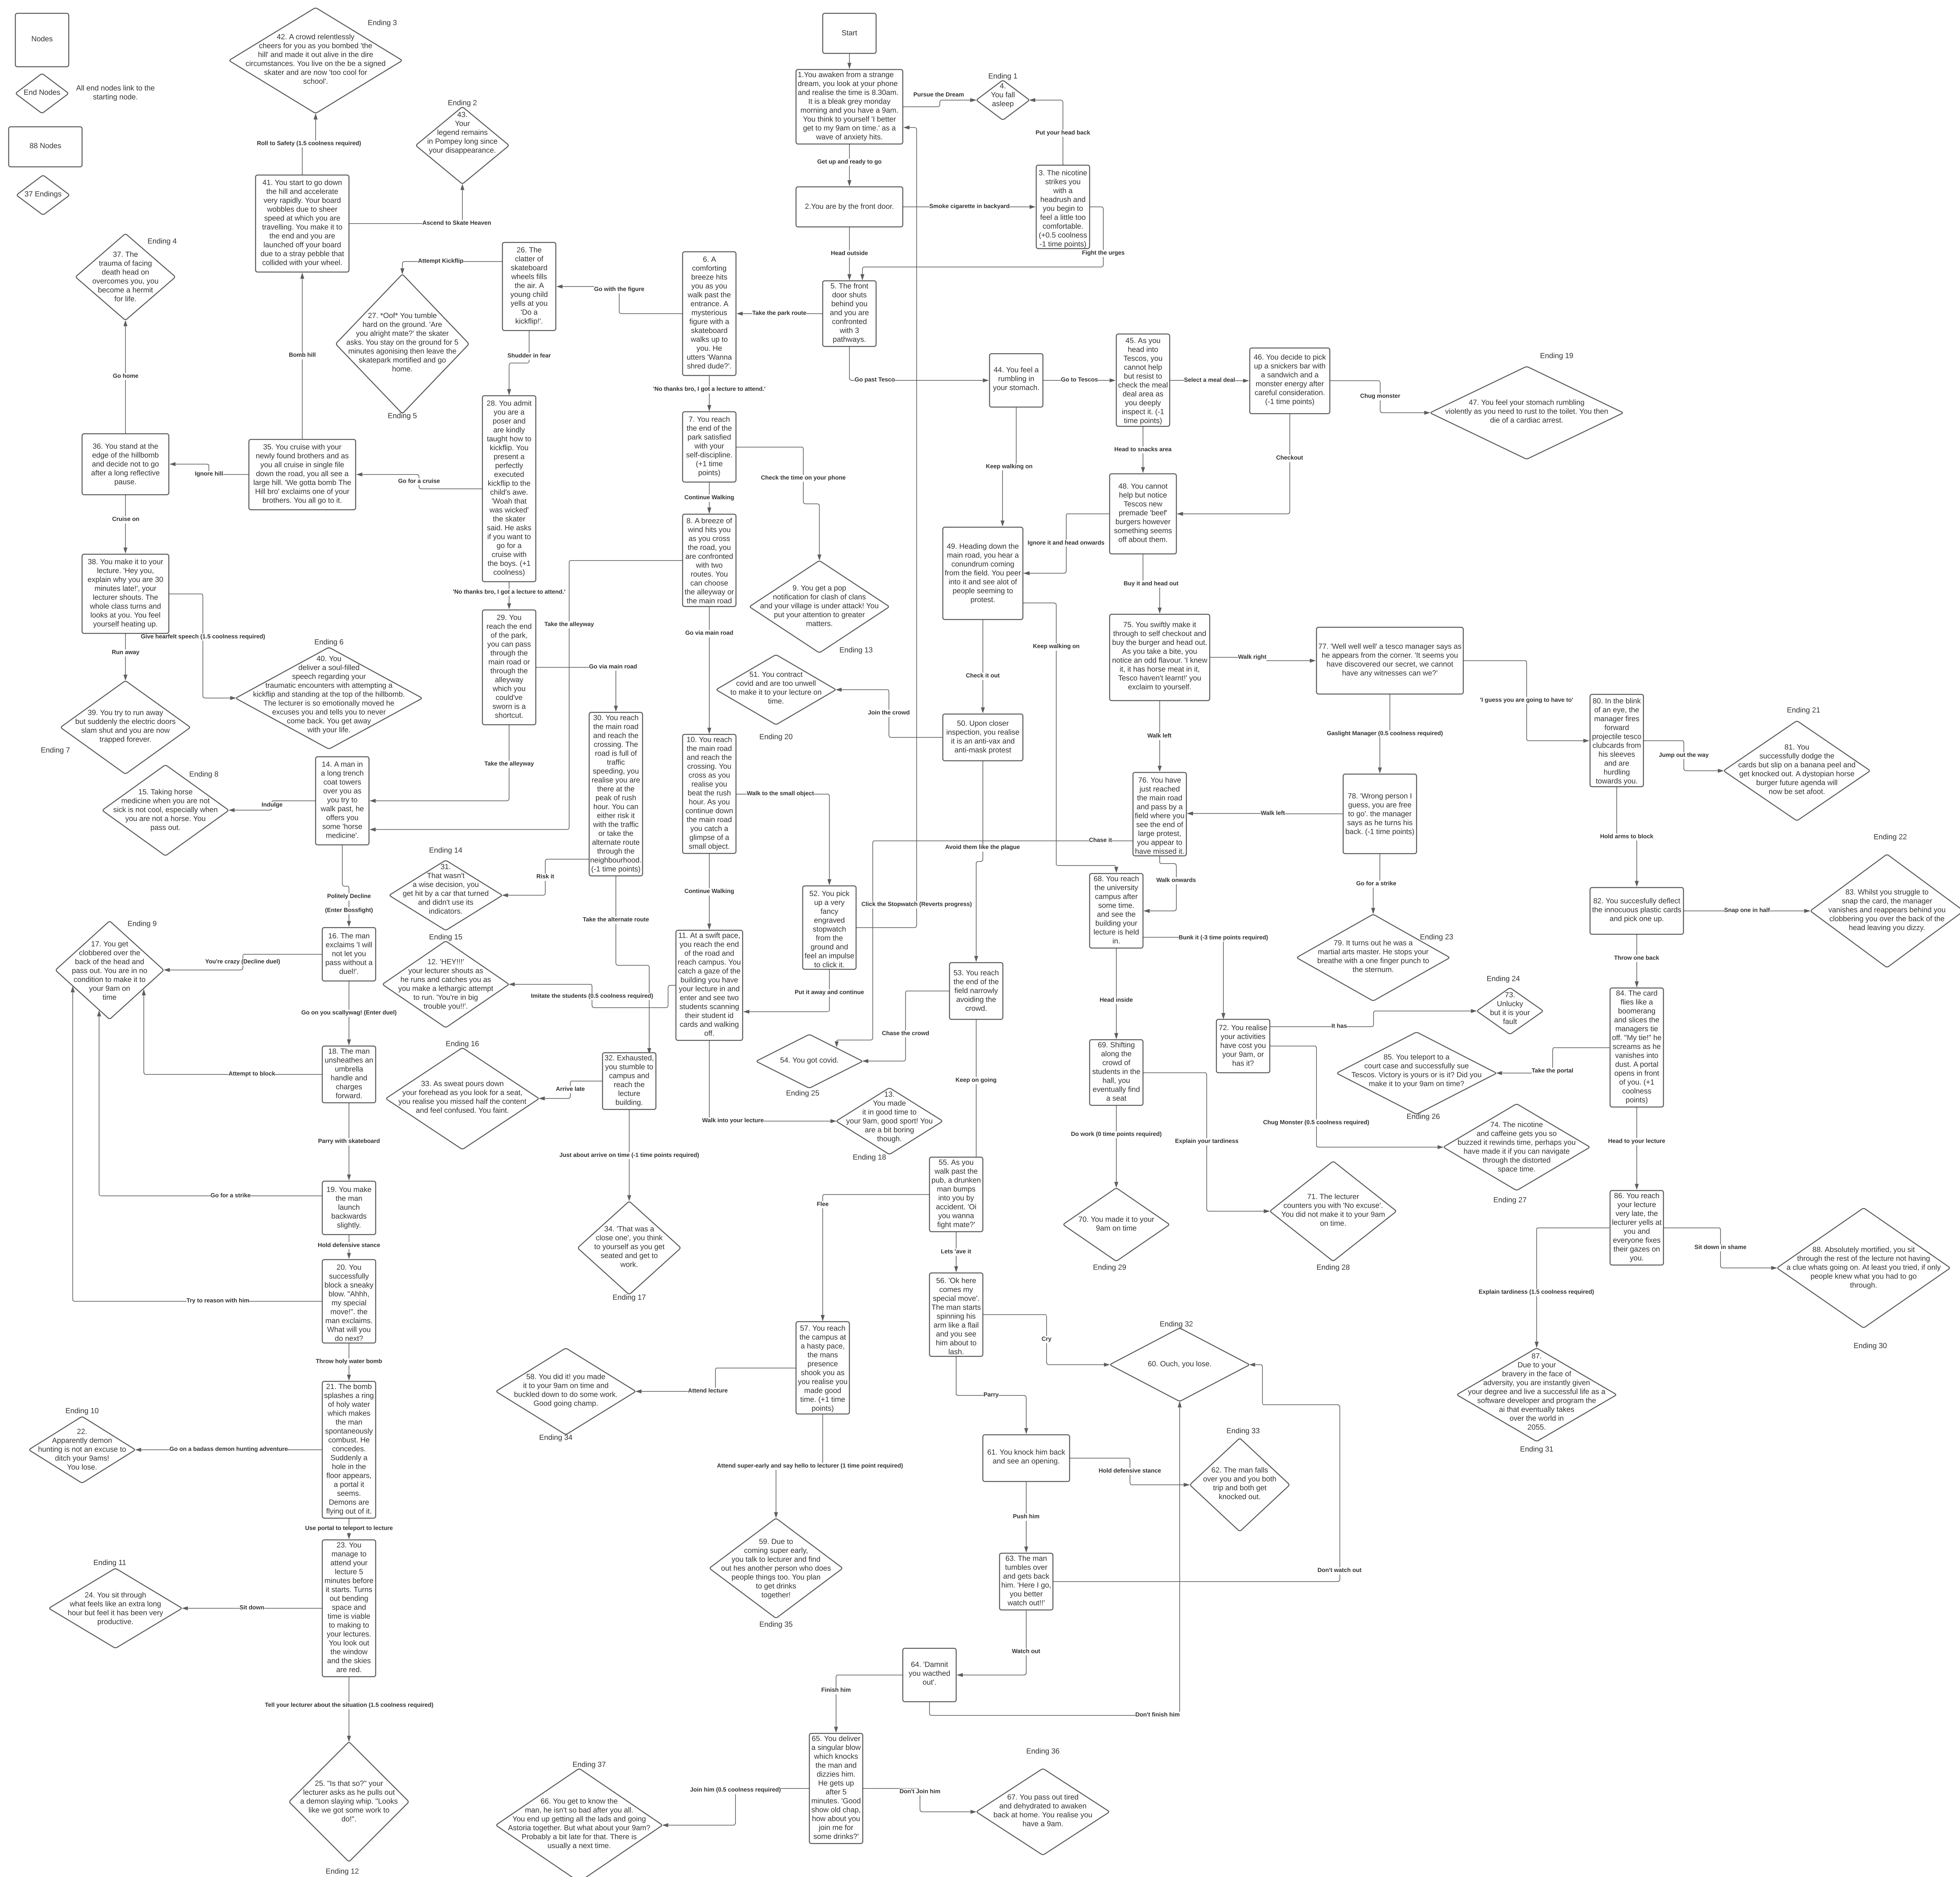 Nodes
End Nodes
All end nodes link to the
starting node.
88 Nodes
37 Endings
Ending 3
42. A crowd relentlessly
cheers for you as you bombed 'the
hill' and made it out alive in the dire
circumstances. You live on the be a signed
skater and are now 'too cool for
school'.
Roll to Safety (1.5 coolness required)
Ending 2
43.
Your
legend remains
in Pompey long since
your disappearance.
41. You start to go down
the hill and accelerate
very rapidly. Your board
wobbles due to sheer
speed at which you are
travelling. You make it to
the end and you are
launched off your board
due to a stray pebble that
collided with your wheel.
Ascend to Skate Heaven
Start
1.You awaken from a strange
dream, you look at your phone
and realise the time is 8.30am.
It is a bleak grey monday
morning and you have a 9am.
You think to yourself 'I better
get to my 9am on time.' as a
wave of anxiety hits.
Pursue the Dream
Ending 1
4.
You fall
asleep
Put your head back
Get up and ready to go
2.You are by the front door.
Smoke cigarette in backyard
3. The nicotine
strikes you
with a
headrush and
you begin to
feel a little too
comfortable.
(+0.5 coolness
-1 time points)
Fight the urges
Head outside
5. The front
door shuts
behind you
and you are
confronted
with 3
pathways.
Take the park route
Go past Tesco
6. A
comforting
breeze hits
you as you
walk past the
entrance. A
mysterious
figure with a
skateboard
walks up to
you. He
utters 'Wanna
shred dude?'.
Go with the figure
'No thanks bro, I got a lecture to attend.'
26. The
clatter of
skateboard
wheels fills
the air. A
young child
yells at you
'Do a
kickflip!'.
Attempt Kickflip
27. *Oof* You tumble
hard on the ground. 'Are
you alright mate?' the skater
asks. You stay on the ground for 5
minutes agonising then leave the
skatepark mortified and go
home.
Ending 5
Shudder in fear
28. You admit
you are a
poser and
are kindly
taught how to
kickflip. You
present a
perfectly
executed
kickflip to the
child's awe.
'Woah that
was wicked'
the skater
said. He asks
if you want to
go for a
cruise with
the boys. (+1
coolness)
Go for a cruise
'No thanks bro, I got a lecture to attend.'
Ending 4
37. The
trauma of facing
death head on
overcomes you, you
become a hermit
for life.
Go home
Bomb hill
36. You stand at the
edge of the hillbomb
and decide not to go
after a long reflective
pause.
Ignore hill
35. You cruise with your
newly found brothers and as
you all cruise in single file
down the road, you all see a
large hill. 'We gotta bomb The
Hill bro' exclaims one of your
brothers. You all go to it.
Cruise on
38. You make it to your
lecture. 'Hey you,
explain why you are 30
minutes late!', your
lecturer shouts. The
whole class turns and
looks at you. You feel
yourself heating up.
Give hearfelt speech (1.5 coolness required)
Run away
39. You try to run away
but suddenly the electric doors
slam shut and you are now
trapped forever.
Ending 7
Ending 6
40. You
deliver a soul-filled
speech regarding your
traumatic encounters with attempting a
kickflip and standing at the top of the hillbomb.
The lecturer is so emotionally moved he
excuses you and tells you to never
come back. You get away
with your life.
7. You reach
the end of the
park satisfied
with your
self-discipline.
(+1 time
points)
Check the time on your phone
Continue Walking
8. A breeze of
wind hits you
as you cross
the road, you
are confronted
with two
routes. You
can choose
the alleyway or
the main road
9. You get a pop
notification for clash of clans
and your village is under attack! You
put your attention to greater
matters.
Ending 13
Take the alleyway
Go via main road
29. You
reach the end
of the park,
you can pass
through the
main road or
through the
alleyway
which you
could've
sworn is a
shortcut.
Go via main road
Take the alleyway
30. You reach
the main road
and reach the
crossing. The
road is full of
traffic
speeding, you
realise you are
there at the
peak of rush
hour. You can
either risk it
with the traffic
or take the
alternate route
through the
neighbourhood.
(-1 time points)
Risk it
Take the alternate route
Ending 14
31.
That wasn't
a wise decision, you
get hit by a car that turned
and didn't use its
indicators.
10. You reach
the main road
and reach the
crossing. You
cross as you
realise you
beat the rush
hour. As you
continue down
the main road
you catch a
glimpse of a
small object.
Walk to the small object
Continue Walking
52. You pick
up a very
fancy
engraved
stopwatch
from the
ground and
feel an impulse
to click it.
Click the Stopwatch (Reverts progress)
Put it away and continue
11. At a swift pace,
you reach the end
of the road and
reach campus. You
catch a gaze of the
building you have
your lecture in and
enter and see two
students scanning
their student id
cards and walking
off.
Imitate the students (0.5 coolness required)
Ending 15
12. 'HEY!!!'
your lecturer shouts as
he runs and catches you as
you make a lethargic attempt
to run. 'You're in big
trouble you!!'.
Walk into your lecture
13.
You made
it in good time to
your 9am, good sport! You
are a bit boring
though.
Ending 18
32. Exhausted,
you stumble to
campus and
reach the
lecture
building.
Arrive late
Ending 16
33. As sweat pours down
your forehead as you look for a seat,
you realise you missed half the content
and feel confused. You faint.
Just about arrive on time (-1 time points required)
34. 'That was a
close one', you think
to yourself as you get
seated and get to
work.
Ending 17
14. A man in
a long trench
coat towers
over you as
you try to
walk past, he
offers you
some 'horse
medicine'.
Indulge
Ending 8
15. Taking horse
medicine when you are not
sick is not cool, especially when
you are not a horse. You
pass out.
Politely Decline
(Enter Bossfight)
16. The man
exclaims 'I will
not let you
pass without a
duel!'.
You're crazy (Decline duel)
Ending 9
17. You get
clobbered over the
back of the head and
pass out. You are in no
condition to make it to
your 9am on
time
Go on you scallywag! (Enter duel)
18. The man
unsheathes an
umbrella
handle and
charges
forward.
Attempt to block
Parry with skateboard
19. You make
the man
launch
backwards
slightly.
Go for a strike
Hold defensive stance
20. You
successfully
block a sneaky
blow. "Ahhh,
my special
move!". the
man exclaims.
What will you
do next?
Try to reason with him
Throw holy water bomb
21. The bomb
splashes a ring
of holy water
which makes
the man
spontaneously
combust. He
concedes.
Suddenly a
hole in the
floor appears,
a portal it
seems.
Demons are
flying out of it.
Go on a badass demon hunting adventure
Ending 10
22.
Apparently demon
hunting is not an excuse to
ditch your 9ams!
You lose.
Use portal to teleport to lecture
23. You
manage to
attend your
lecture 5
minutes before
it starts. Turns
out bending
space and
time is viable
to making to
your lectures.
You look out
the window
and the skies
are red.
Sit down
Ending 11
24. You sit through
what feels like an extra long
hour but feel it has been very
productive.
Tell your lecturer about the situation (1.5 coolness required)
25. "Is that so?" your
lecturer asks as he pulls out
a demon slaying whip. "Looks
like we got some work to
do!".
Ending 12
44. You feel a
rumbling in
your stomach.
Go to Tescos
Keep walking on
45. As you
head into
Tescos, you
cannot help
but resist to
check the meal
deal area as
you deeply
inspect it. (-1
time points)
Select a meal deal
Head to snacks area
46. You decide to pick
up a snickers bar with
a sandwich and a
monster energy after
careful consideration.
(-1 time points)
Chug monster
Checkout
Ending 19
47. You feel your stomach rumbling
violently as you need to rust to the toilet. You then
die of a cardiac arrest.
48. You cannot
help but notice
Tescos new
premade 'beef'
burgers however
something seems
off about them.
Ignore it and head onwards
Buy it and head out
49. Heading down the
main road, you hear a
conundrum coming
from the field. You peer
into it and see alot of
people seeming to
protest.
Keep walking on
Check it out
50. Upon closer
inspection, you realise
it is an anti-vax and
anti-mask protest
Join the crowd
51. You contract
covid and are too unwell
to make it to your lecture on
time.
Ending 20
Avoid them like the plague
53. You reach
the end of the
field narrowly
avoiding the
crowd.
Chase the crowd
54. You got covid.
Ending 25
Keep on going
75. You swiftly make it
through to self checkout and
buy the burger and head out.
As you take a bite, you
notice an odd flavour. 'I knew
it, it has horse meat in it,
Tesco haven't learnt!' you
exclaim to yourself.
Walk right
Walk left
76. You have
just reached
the main road
and pass by a
field where you
see the end of
large protest,
you appear to
have missed it.
Chase it
Walk onwards
77. 'Well well well' a tesco manager says as
he appears from the corner. 'It seems you
have discovered our secret, we cannot
have any witnesses can we?'
'I guess you are going to have to'
Gaslight Manager (0.5 coolness required)
78. 'Wrong person I
guess, you are free
to go'. the manager
says as he turns his
back. (-1 time points)
Walk left
Go for a strike
79. It turns out he was a
martial arts master. He stops your
breathe with a one finger punch to
the sternum.
Ending 23
80. In the blink
of an eye, the
manager fires
forward
projectile tesco
clubcards from
his sleeves
and are
hurdling
towards you.
Jump out the way
Ending 21
81. You
successfully dodge the
cards but slip on a banana peel and
get knocked out. A dystopian horse
burger future agenda will
now be set afoot.
Hold arms to block
82. You succesfully deflect
the innocuous plastic cards
and pick one up.
Snap one in half
Ending 22
83. Whilst you struggle to
snap the card, the manager
vanishes and reappears behind you
clobbering you over the back of the
head leaving you dizzy.
Throw one back
84. The card
flies like a
boomerang
and slices the
managers tie
off. "My tie!" he
screams as he
vanishes into
dust. A portal
opens in front
of you. (+1
coolness
points)
Take the portal
85. You teleport to a
court case and successfully sue
Tescos. Victory is yours or is it? Did you
make it to your 9am on time?
Ending 26
Head to your lecture
86. You reach
your lecture
very late, the
lecturer yells at
you and
everyone fixes
their gazes on
you.
Sit down in shame
88. Absolutely mortified, you sit
through the rest of the lecture not having
a clue whats going on. At least you tried, if only
people knew what you had to go
through.
Ending 30
Explain tardiness (1.5 coolness required)
87.
Due to your
bravery in the face of
adversity, you are instantly given
your degree and live a successful life as a
software developer and program the
ai that eventually takes
over the world in
2055.
Ending 31
68. You reach
the university
campus after
some time.
and see the
building your
lecture is held
in.
Bunk it (-3 time points required)
Head inside
69. Shifting
along the
crowd of
students in the
hall, you
eventually find
a seat
Do work (0 time points required)
Explain your tardiness
70. You made it to your
9am on time
Ending 29
71. The lecturer
counters you with 'No excuse'.
You did not make it to your 9am
on time.
Ending 28
72. You realise
your activities
have cost you
your 9am, or
has it?
It has
Ending 24
73.
Unlucky
but it is your
fault
Chug Monster (0.5 coolness required)
74. The nicotine
and caffeine gets you so
buzzed it rewinds time, perhaps you
have made it if you can navigate
through the distorted
space time.
Ending 27
55. As you
walk past the
pub, a drunken
man bumps
into you by
accident. 'Oi
you wanna
fight mate?'
Flee
Lets 'ave it
56. 'Ok here
comes my
special move'.
The man starts
spinning his
arm like a flail
and you see
him about to
lash.
Cry
Parry
57. You reach
the campus at
a hasty pace,
the mans
presence
shook you as
you realise you
made good
time. (+1 time
points)
Attend lecture
58. You did it! you made
it to your 9am on time and
buckled down to do some work.
Good going champ.
Ending 34
Attend super-early and say hello to lecturer (1 time point required)
59. Due to
coming super early,
you talk to lecturer and find
out hes another person who does
people things too. You plan
to get drinks
together!
Ending 35
Ending 32
60. Ouch, you lose.
61. You knock him back
and see an opening.
Hold defensive stance
Ending 33
62. The man falls
over you and you both
trip and both get
knocked out.
Push him
63. The man
tumbles over
and gets back
him. 'Here I go,
you better
watch out!!'
Don't watch out
Watch out
64. 'Damnit
you wacthed
out'.
Finish him
Don't finish him
65. You deliver
a singular blow
which knocks
the man and
dizzies him.
He gets up
after 5
minutes. 'Good
show old chap,
how about you
join me for
some drinks?'
Join him (0.5 coolness required)
Don't Join him
Ending 37
66. You get to know the
man, he isn't so bad after you all.
You end up getting all the lads and going
Astoria together. But what about your 9am?
Probably a bit late for that. There is
usually a next time.
Ending 36
67. You pass out tired
and dehydrated to awaken
back at home. You realise you
have a 9am.